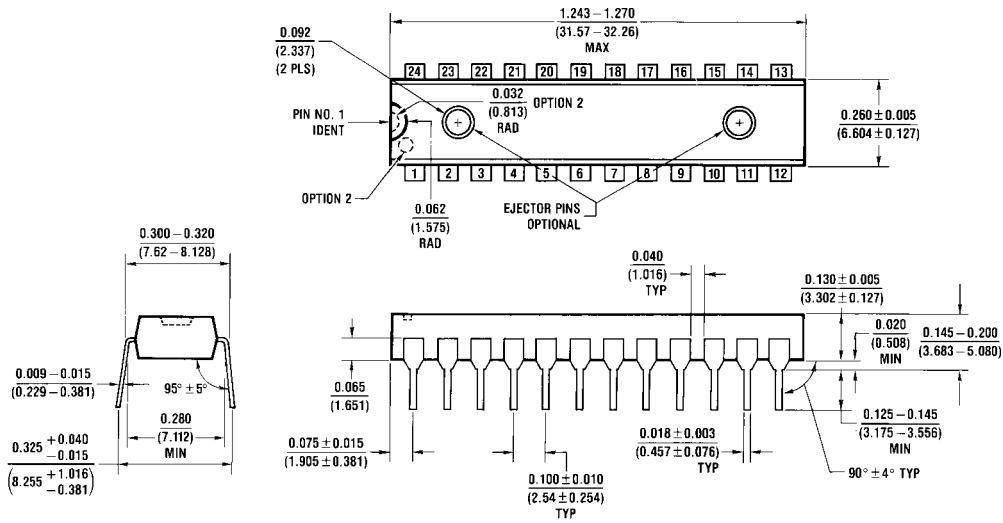 1.243 – 1.270
(31.57 – 32.26)
MAX
0.092
(2.337)
(2 PLS)
24 23 22 21 20 19 18 17 16 15 14 13
0.032
(0.813)
RAD
OPTION 2
PIN NO. 1
IDENT
0.260 ± 0.005
(6.604 ± 0.127)
1 2 3 4 5 6 7 8 9 10 11 12
OPTION 2
0.062
(1.575)
RAD
EJECTOR PINS
OPTIONAL
0.300 – 0.320
(7.62 – 8.128)
0.009 – 0.015
(0.229 – 0.381)
95° ± 5°
0.280
(7.112)
MIN
0.325 +0.040
−0.015
(8.255 +1.016
−0.381)
0.040
(1.016)
TYP
0.130 ± 0.005
(3.302 ± 0.127)
0.020
(0.508)
MIN
0.145 – 0.200
(3.683 – 5.080)
0.065
(1.651)
0.125 – 0.145
(3.175 – 3.556)
0.075 ± 0.015
(1.905 ± 0.381)
0.018 ± 0.003
(0.457 ± 0.076)
TYP
0.100 ± 0.010
(2.54 ± 0.254)
TYP
90° ± 4° TYP